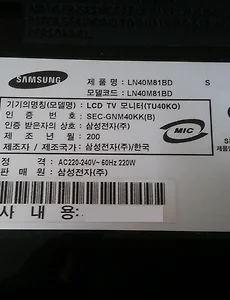 SAMSUNG
제 품 명 : LN40M81BD S
모델코드 : LN40M81BD
기기의명칭(모델명) : LCD TV 모니터(TU40KO)
인 증 번 호 : SEC-GNM40KK(B)
인증 받은자의 상호 : 삼성전자(주)
제 조 년 월 : 200
제조자 / 제조국가 : 삼성전자(주)/한국
MIC
정 격 : AC220-240V~ 60Hz 220W
판 매 원 : 삼성전자(주)
사 내용: